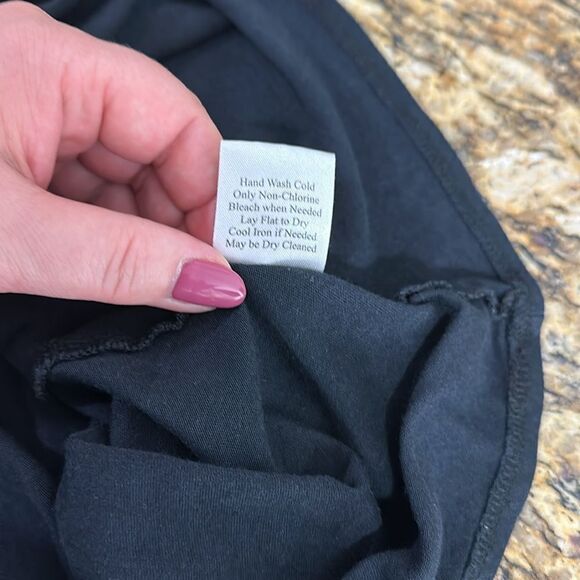 Hand Wash Cold
Only Non-Chlorine
Bleach when Needed
Lay Flat to Dry
Cool Iron if Needed
May be Dry Cleaned